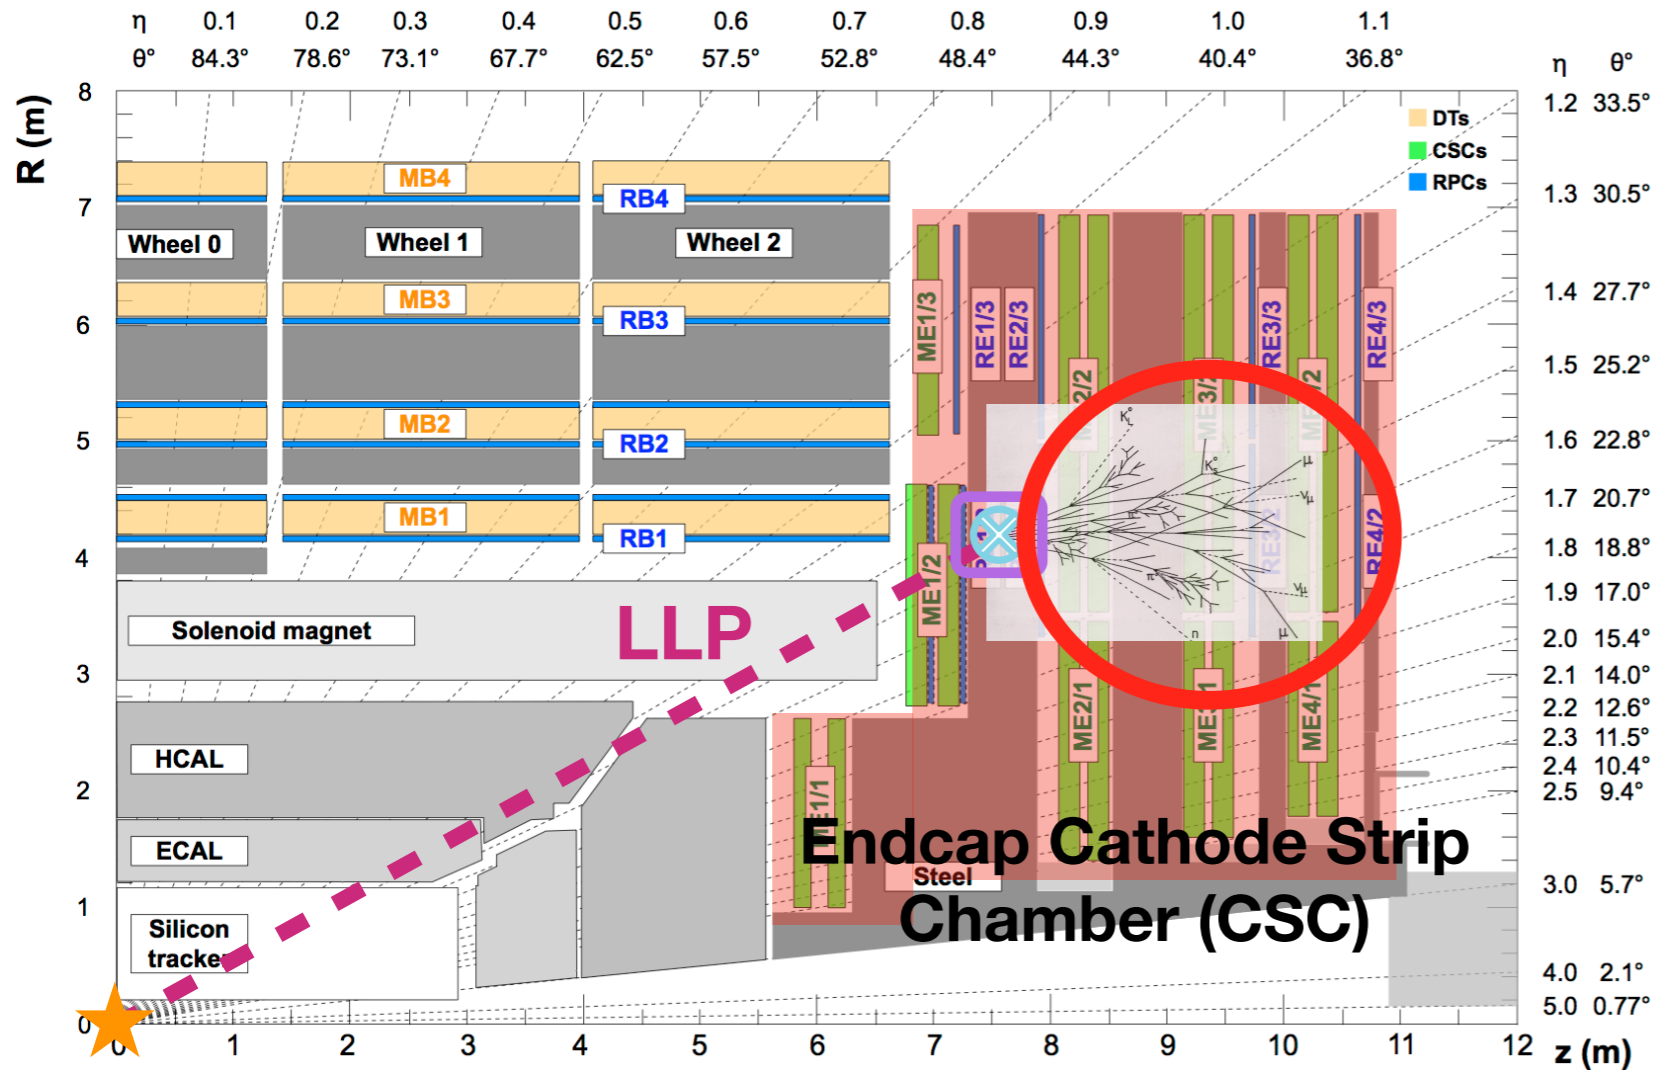 η 0.1 0.2 0.3 0.4 0.5 0.6 0.7 0.8 0.9 1.0 1.1
θ° 84.3° 78.6° 73.1° 67.7° 62.5° 57.5° 52.8° 48.4° 44.3° 40.4° 36.8°
η θ°
1.2 33.5°
1.3 30.5°
1.4 27.7°
1.5 25.2°
1.6 22.8°
1.7 20.7°
1.8 18.8°
1.9 17.0°
2.0 15.4°
2.1 14.0°
2.2 12.6°
2.3 11.5°
2.4 10.4°
2.5 9.4°
3.0 5.7°
4.0 2.1°
5.0 0.77°
R (m)
8
7
6
5
4
3
2
1
0
DTs
CSCs
RPCs
MB4
RB4
Wheel 0
Wheel 1
Wheel 2
MB3
RB3
MB2
RB2
MB1
RB1
ME1/3
RE1/3
RE2/3
RE3/3
RE4/3
ME1/2
RE4/2
ME2/1
ME4/1
ME1/1
K°L
K°s
μ
νμ
π°
νμ
n
μ
Solenoid magnet
LLP
HCAL
ECAL
Silicon
tracker
Steel
Endcap Cathode Strip
Chamber (CSC)
0 1 2 3 4 5 6 7 8 9 10 11 12
z (m)